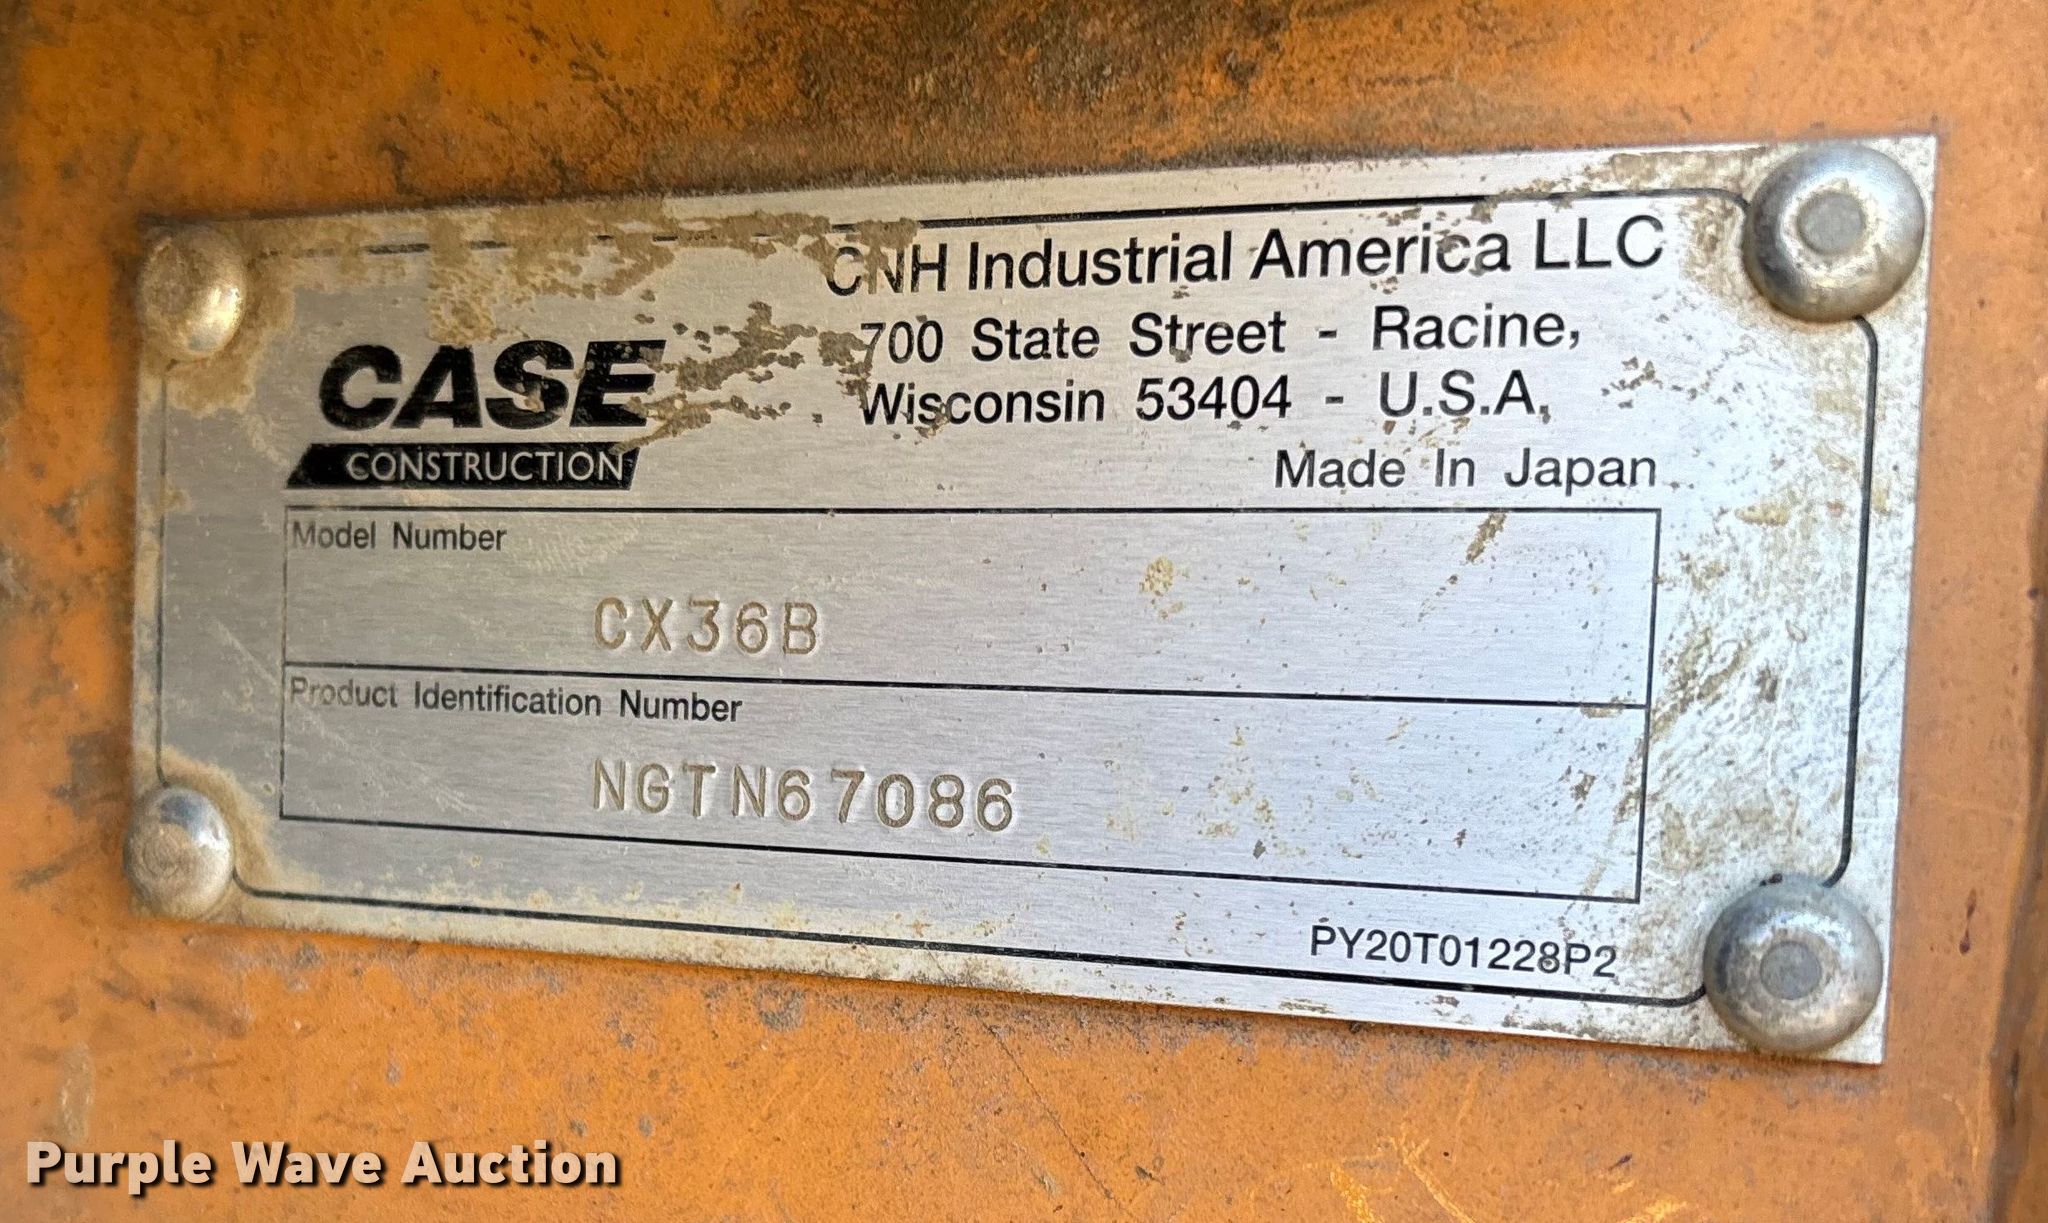 CNH Industrial America LLC
700 State Street - Racine,
Wisconsin 53404 - U.S.A,
Made In Japan
CASE
CONSTRUCTION
Model Number
CX36B
Product Identification Number
NGTN67086
PY20T01228P2
Purple Wave Auction